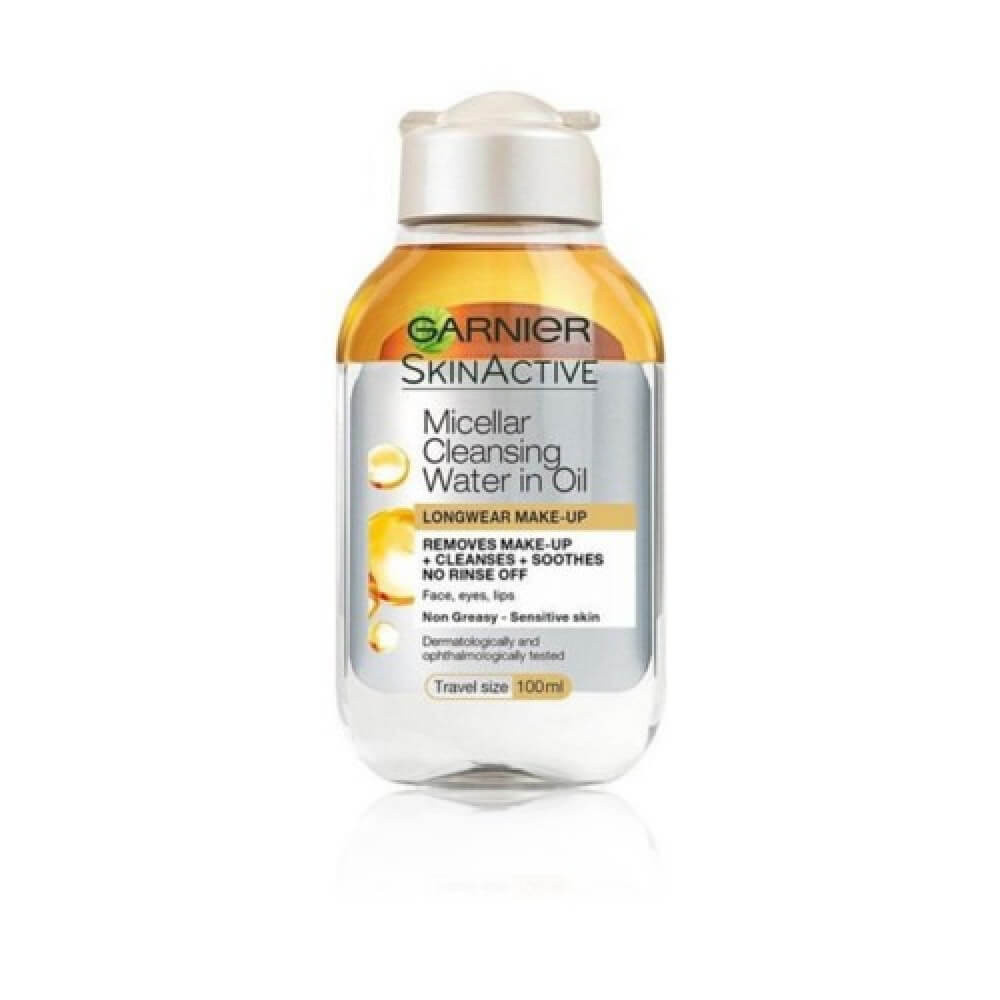 GARNIER
SKINACTIVE
Micellar
Cleansing
Water in Oil
LONGWEAR MAKE-UP
REMOVES MAKE-UP
+ CLEANSES + SOOTHES
NO RINSE OFF
Face, eyes, lips
Non Greasy - Sensitive skin
Dermatologically and
ophthalmologically tested
Travel size 100ml